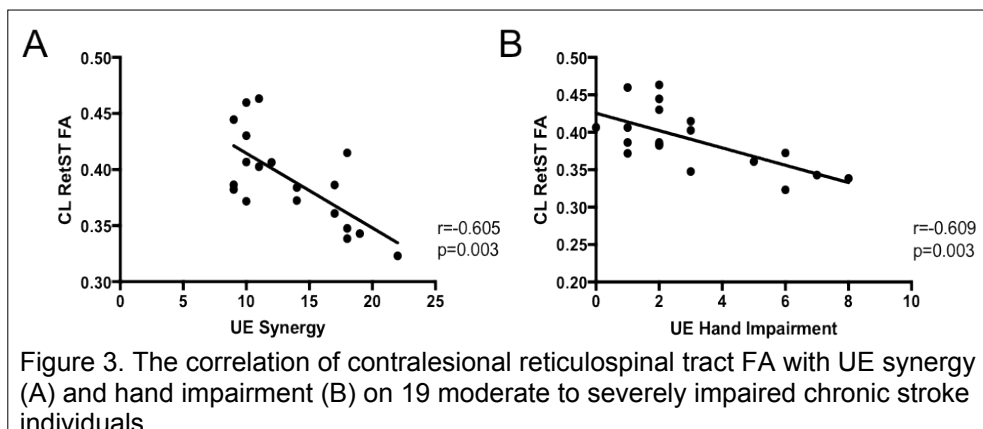 A
B
0.50
0.45
0.40
0.35
0.30
CL RetST FA
0 5 10 15 20 25
UE Synergy
r=-0.605
p=0.003
0.50
0.45
0.40
0.35
0.30
0.25
0.20
CL RetST FA
0 2 4 6 8 10
UE Hand Impairment
r=-0.609
p=0.003
Figure 3. The correlation of contralesional reticulospinal tract FA with UE synergy
(A) and hand impairment (B) on 19 moderate to severely impaired chronic stroke
individuals